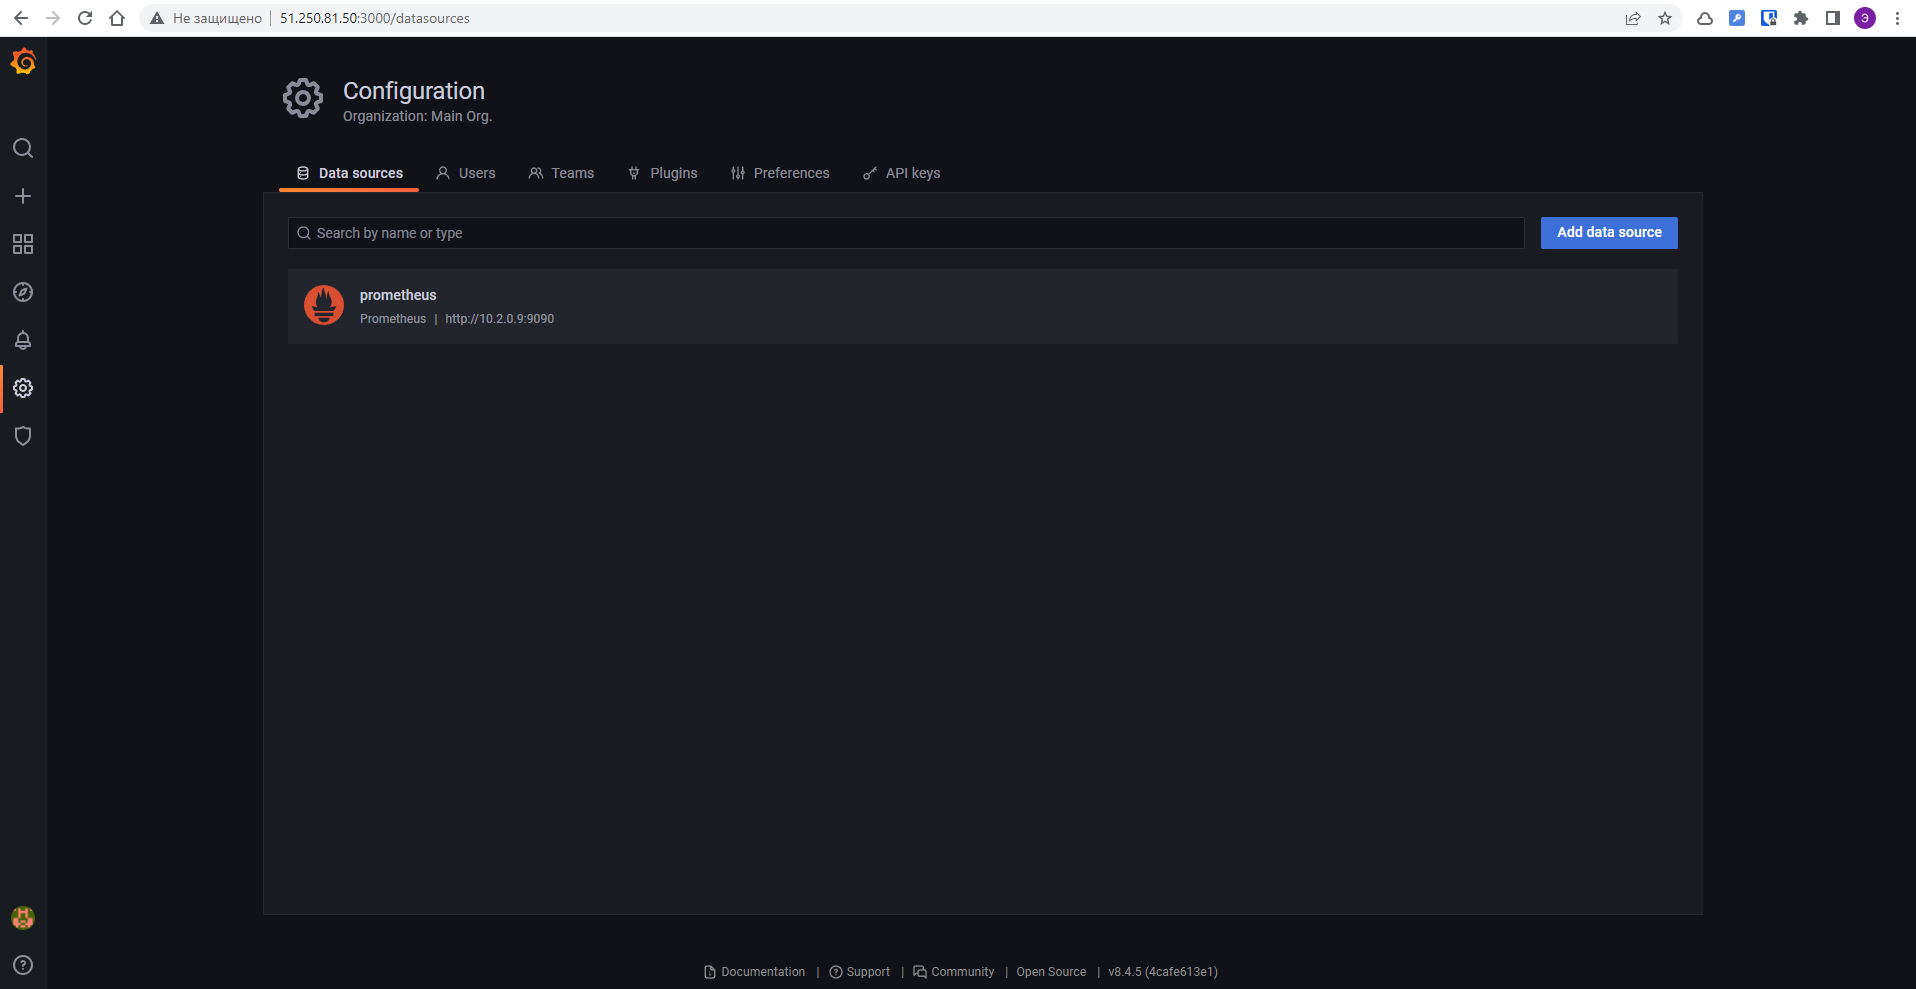 Не защищено | 51.250.81.50:3000/datasources
Э
Configuration
Organization: Main Org.
Data sources Users Teams Plugins Preferences API keys
Search by name or type Add data source
prometheus
Prometheus | http://10.2.0.9:9090
Documentation | Support | Community | Open Source | v8.4.5 (4cafe613e1)